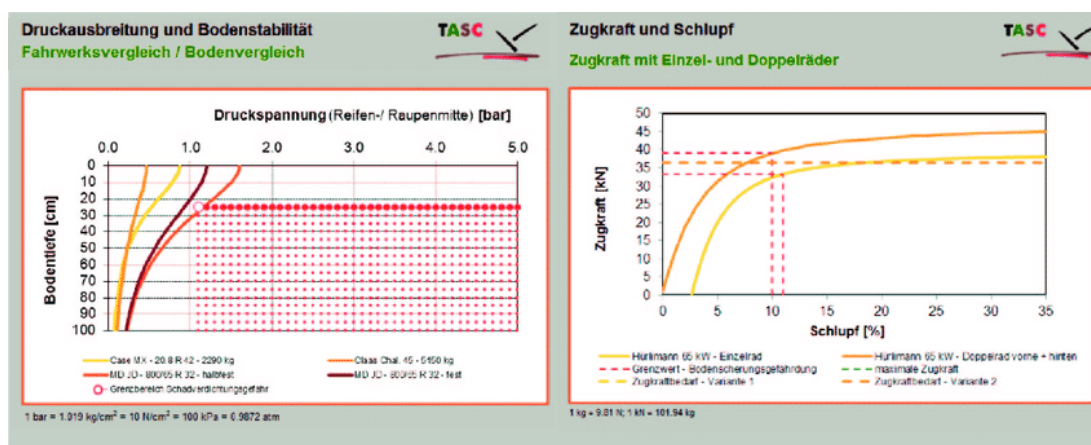 Druckausbreitung und Bodenstabilität
Fahrwerksvergleich / Bodenvergleich
TASC
Druckspannung (Reifen-/ Raupenmitte) [bar]
0.0 1.0 2.0 3.0 4.0 5.0
Bodentiefe [cm]
0
10
20
30
40
50
60
70
80
90
100
Case MX - 20.8 R 42 - 2290 kg
Claas Chal. 45 - 5150 kg
MD JD - 800/65 R 32 - halbfest
MD JD - 800/65 R 32 - fest
Grenzbereich Schadverdichtungsgefahr
1 bar = 1.019 kg/cm² = 10 N/cm² = 100 kPa = 0.9872 atm
Zugkraft und Schlupf
Zugkraft mit Einzel- und Doppelräder
TASC
Zugkraft [kN]
50
45
40
35
30
25
20
15
10
5
0
0 5 10 15 20 25 30 35
Schlupf [%]
Hürlimann 65 kW - Einzelrad
Hürlimann 65 kW - Doppelrad vorne + hinten
Grenzwert - Bodenscherungsgefährdung
maximale Zugkraft
Zugkraftbedarf - Variante 1
Zugkraftbedarf - Variante 2
1 kg = 9.81 N; 1 kN = 101.94 kg